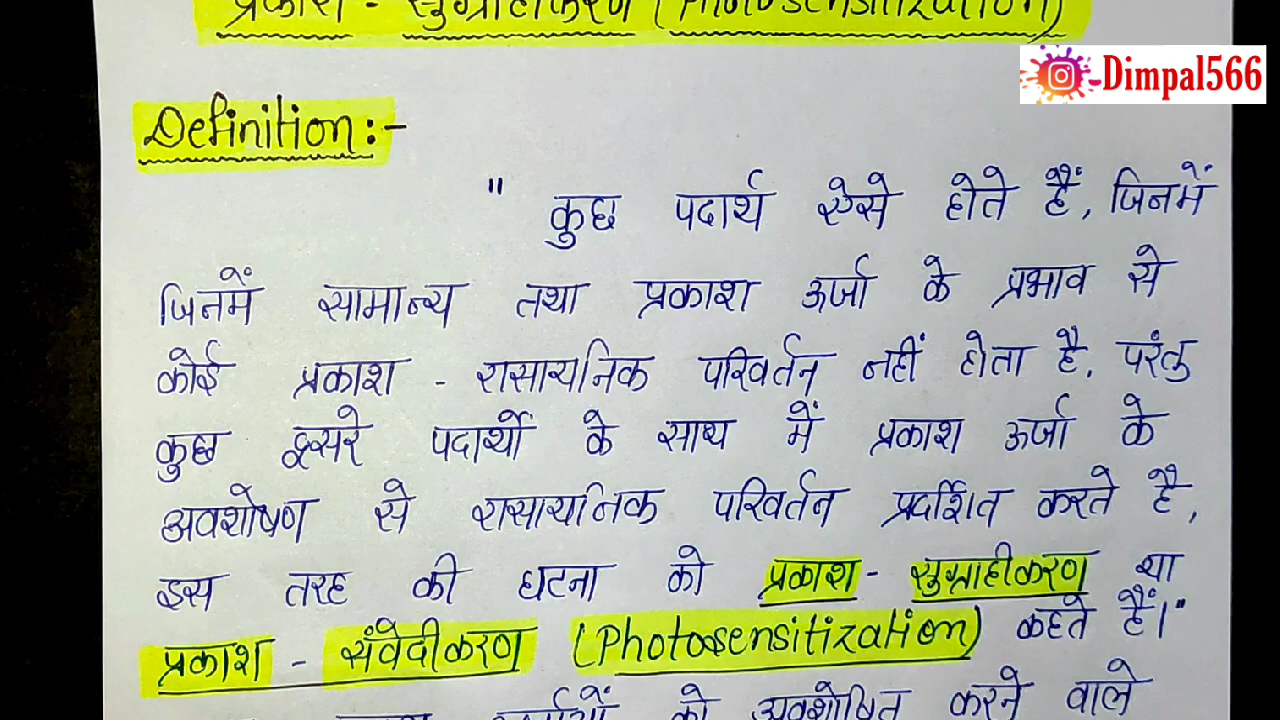 प्रकाश - सुग्राहीकरण (Photosensitization)
Dimpal566
Definition:-
" कुछ पदार्थ ऐसे होते हैं, जिनमें
जिनमें सामान्य तथा प्रकाश ऊर्जा के प्रभाव से
कोई प्रकाश - रासायनिक परिवर्तन नहीं होता है, परंतु
कुछ दूसरे पदार्थों के साथ में प्रकाश ऊर्जा के
अवशोषण से रासायनिक परिवर्तन प्रदर्शित करते है,
इस तरह की घटना को प्रकाश - सुग्राहीकरण या
प्रकाश - संवेदीकरण (Photosensitization) कहते हैं।"
को अवशोषित करने वाले